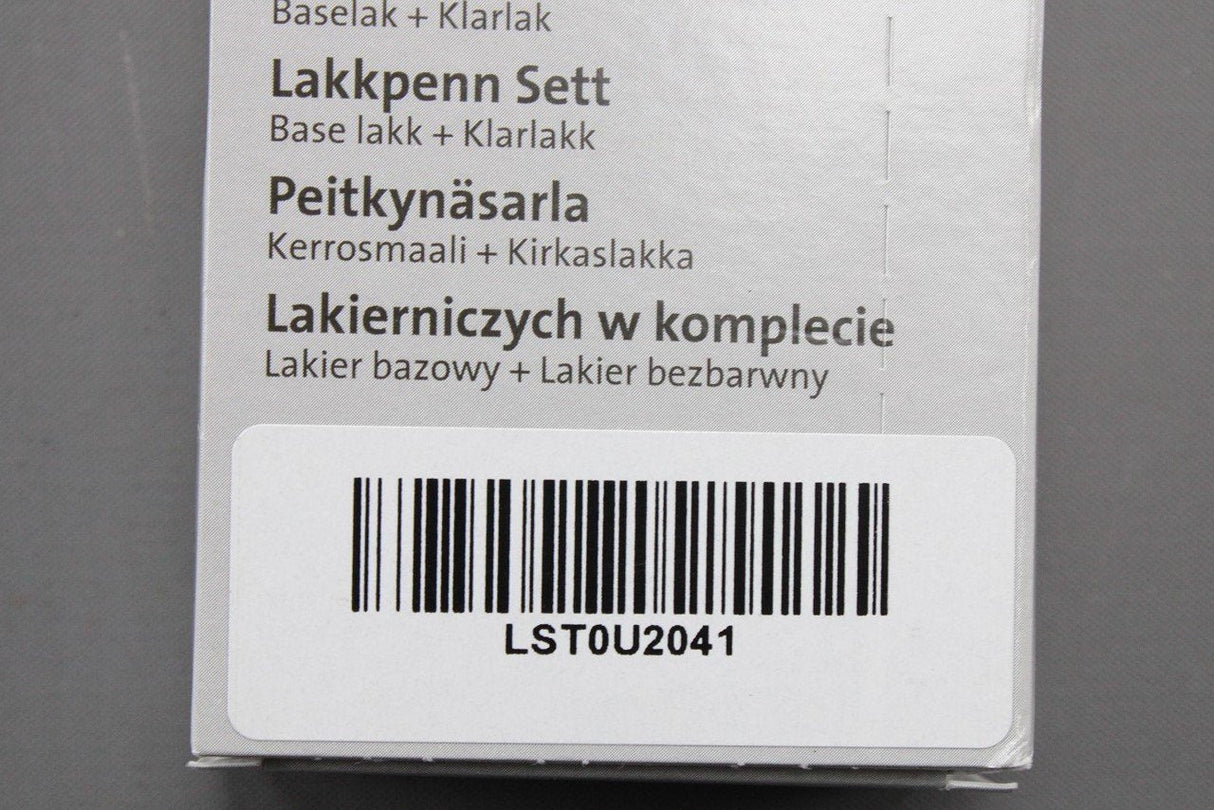 Baselak + Klarlak
Lakkpenn Sett
Base lakk + Klarlakk
Peitkynäsarla
Kerrosmaali + Kirkaslakka
Lakierniczych w komplecie
Lakier bazowy + Lakier bezbarwny
LST0U2041